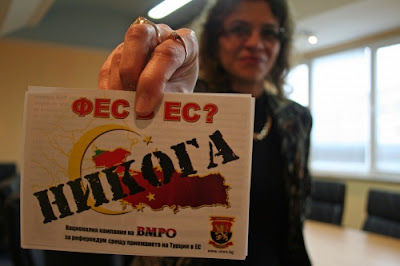 ФЕС ЕС?
НИКОГА
Национална кампания на ВМРО
за референдум срещу приемането на Турция в ЕС